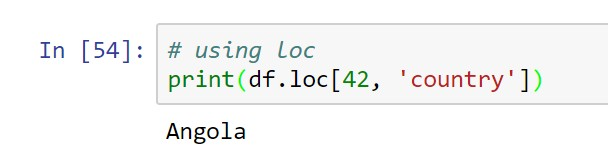 In [54]: # using loc
print(df.loc[42, 'country'])
Angola